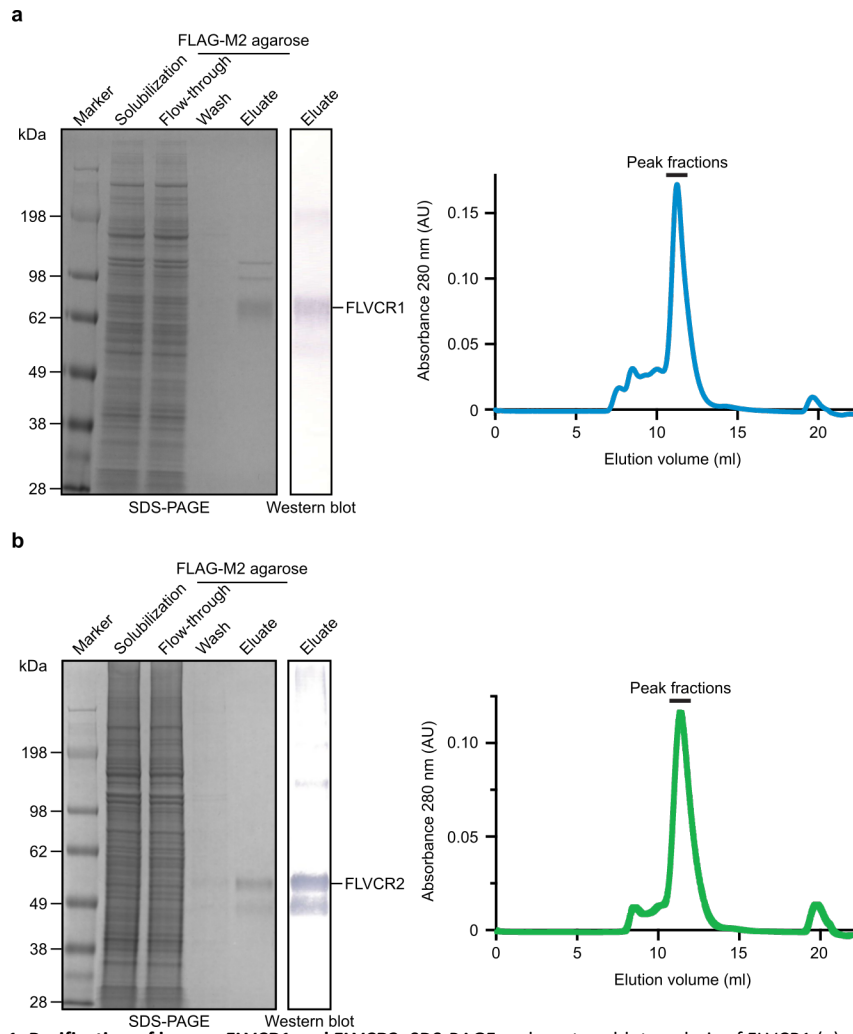 a
FLAG-M2 agarose
Marker
Solubilization
Flow-through
Wash
Eluate
Eluate
kDa
198
98
62
49
38
28
FLVCR1
SDS-PAGE
Western blot
Peak fractions
Absorbance 280 nm (AU)
0.15
0.10
0.05
0
0
5
10
15
20
Elution volume (ml)
b
FLAG-M2 agarose
Marker
Solubilization
Flow-through
Wash
Eluate
Eluate
kDa
198
98
62
49
38
28
FLVCR2
SDS-PAGE
Western blot
Peak fractions
Absorbance 280 nm (AU)
0.10
0.05
0
0
5
10
15
20
Elution volume (ml)